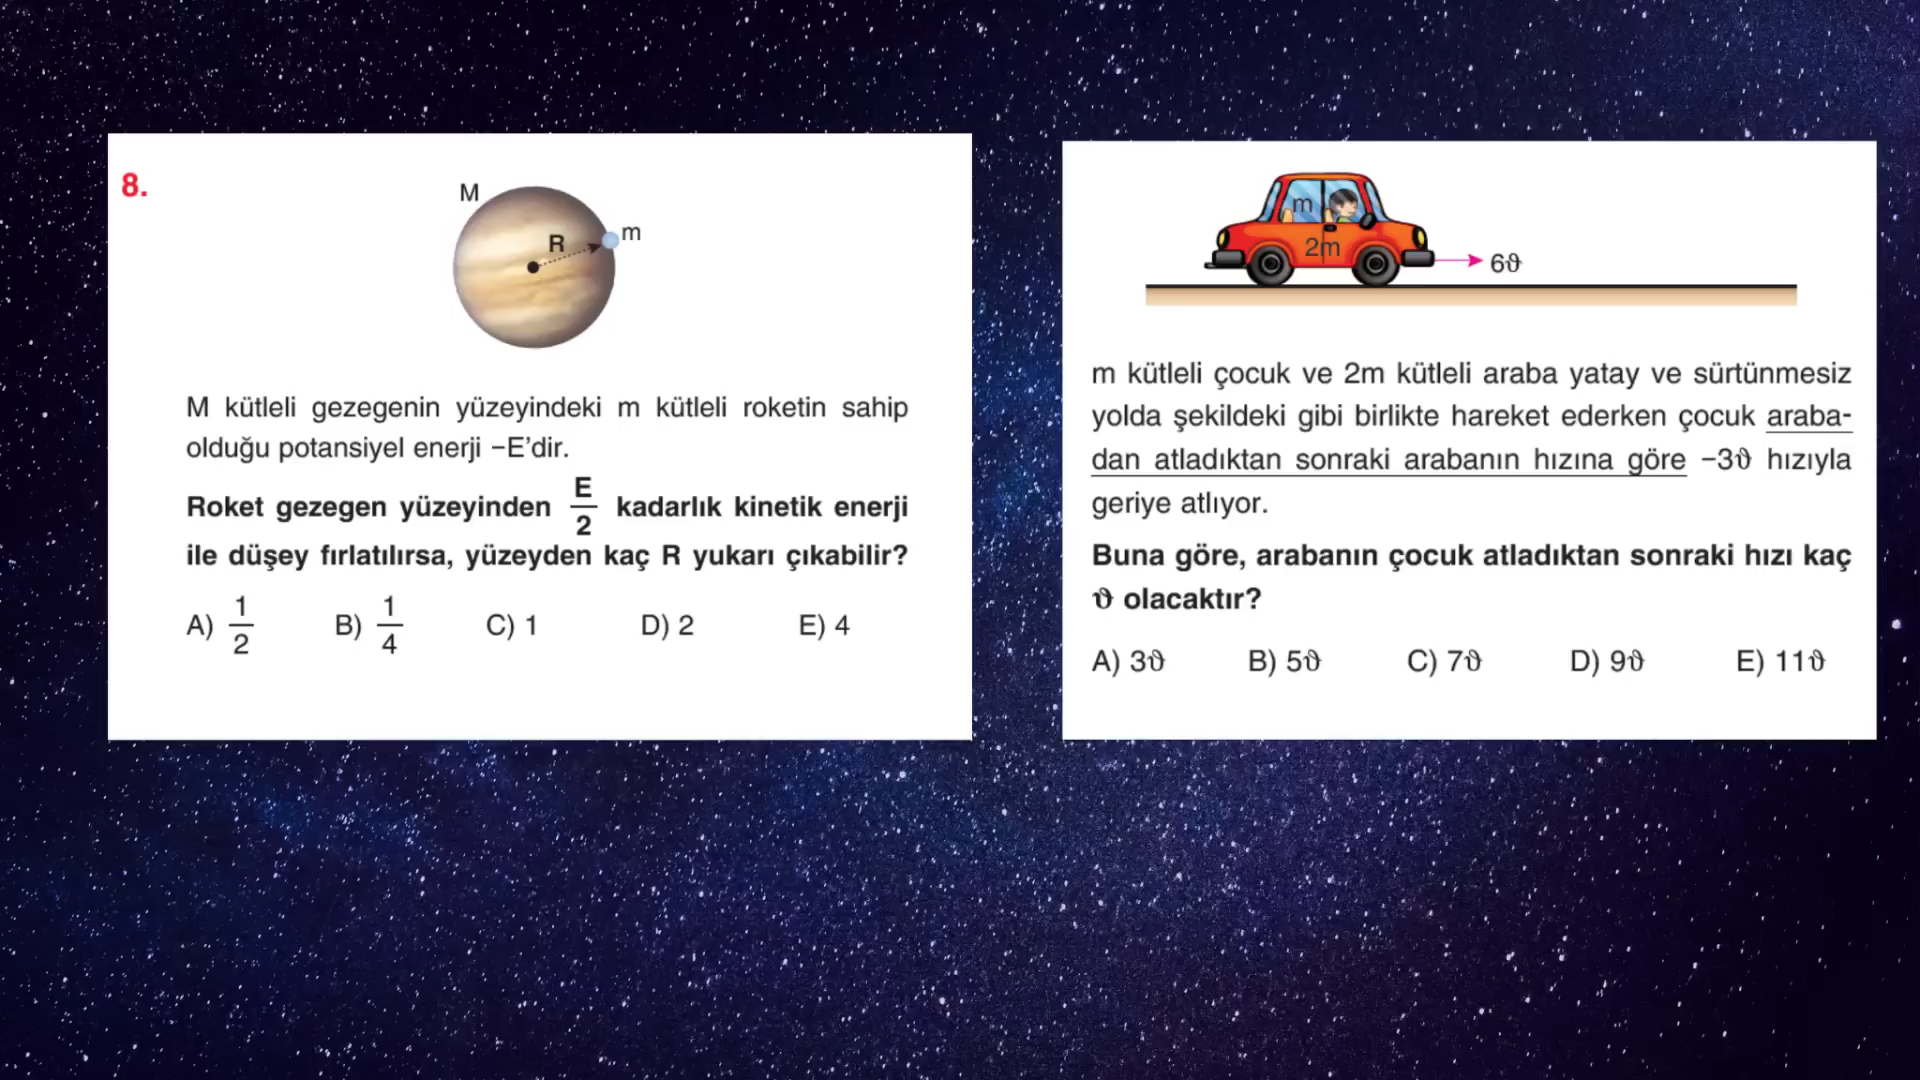 8.
M
R
m
M kütleli gezegenin yüzeyindeki m kütleli roketin sahip
olduğu potansiyel enerji −E'dir.
Roket gezegen yüzeyinden E/2 kadarlık kinetik enerji
ile düşey fırlatılırsa, yüzeyden kaç R yukarı çıkabilir?
A) 1/2 B) 1/4 C) 1 D) 2 E) 4
m
2m
6ϑ
m kütleli çocuk ve 2m kütleli araba yatay ve sürtünmesiz
yolda şekildeki gibi birlikte hareket ederken çocuk araba-
dan atladıktan sonraki arabanın hızına göre −3ϑ hızıyla
geriye atlıyor.
Buna göre, arabanın çocuk atladıktan sonraki hızı kaç
ϑ olacaktır?
A) 3ϑ B) 5ϑ C) 7ϑ D) 9ϑ E) 11ϑ